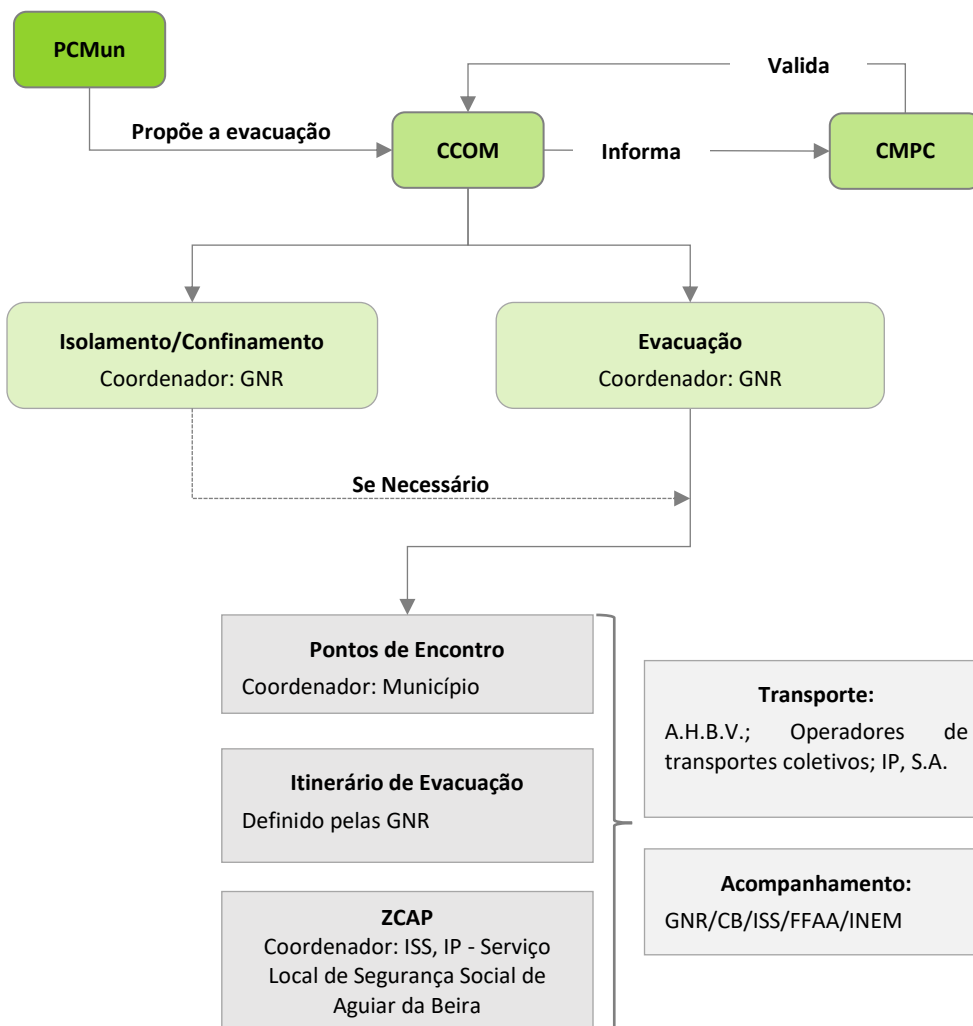 PCMun
Valida
Propõe a evacuação
CCOM
Informa
CMPC
Isolamento/Confinamento
Coordenador: GNR
Evacuação
Coordenador: GNR
Se Necessário
Pontos de Encontro
Coordenador: Município
Itinerário de Evacuação
Definido pelas GNR
ZCAP
Coordenador: ISS, IP - Serviço
Local de Segurança Social de
Aguiar da Beira
Transporte:
A.H.B.V.; Operadores de
transportes coletivos; IP, S.A.
Acompanhamento:
GNR/CB/ISS/FFAA/INEM